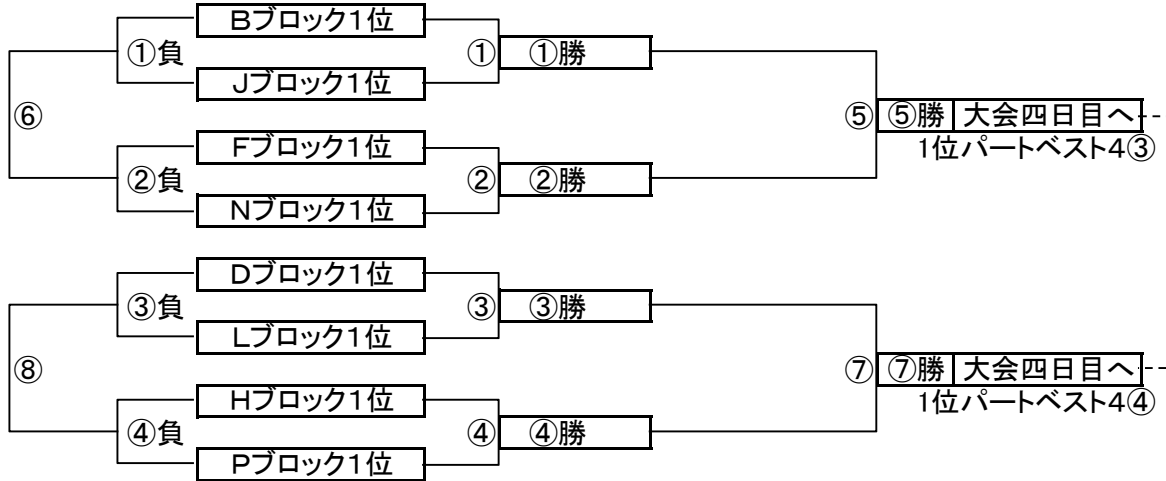 Bブロック1位
①負 ① ①勝
Jブロック1位
⑥ ⑤ ⑤勝 大会四日目へ
1位パートベスト4③
Fブロック1位
②負 ② ②勝
Nブロック1位
Dブロック1位
③負 ③ ③勝
Lブロック1位
⑧ ⑦ ⑦勝 大会四日目へ
1位パートベスト4④
Hブロック1位
④負 ④ ④勝
Pブロック1位